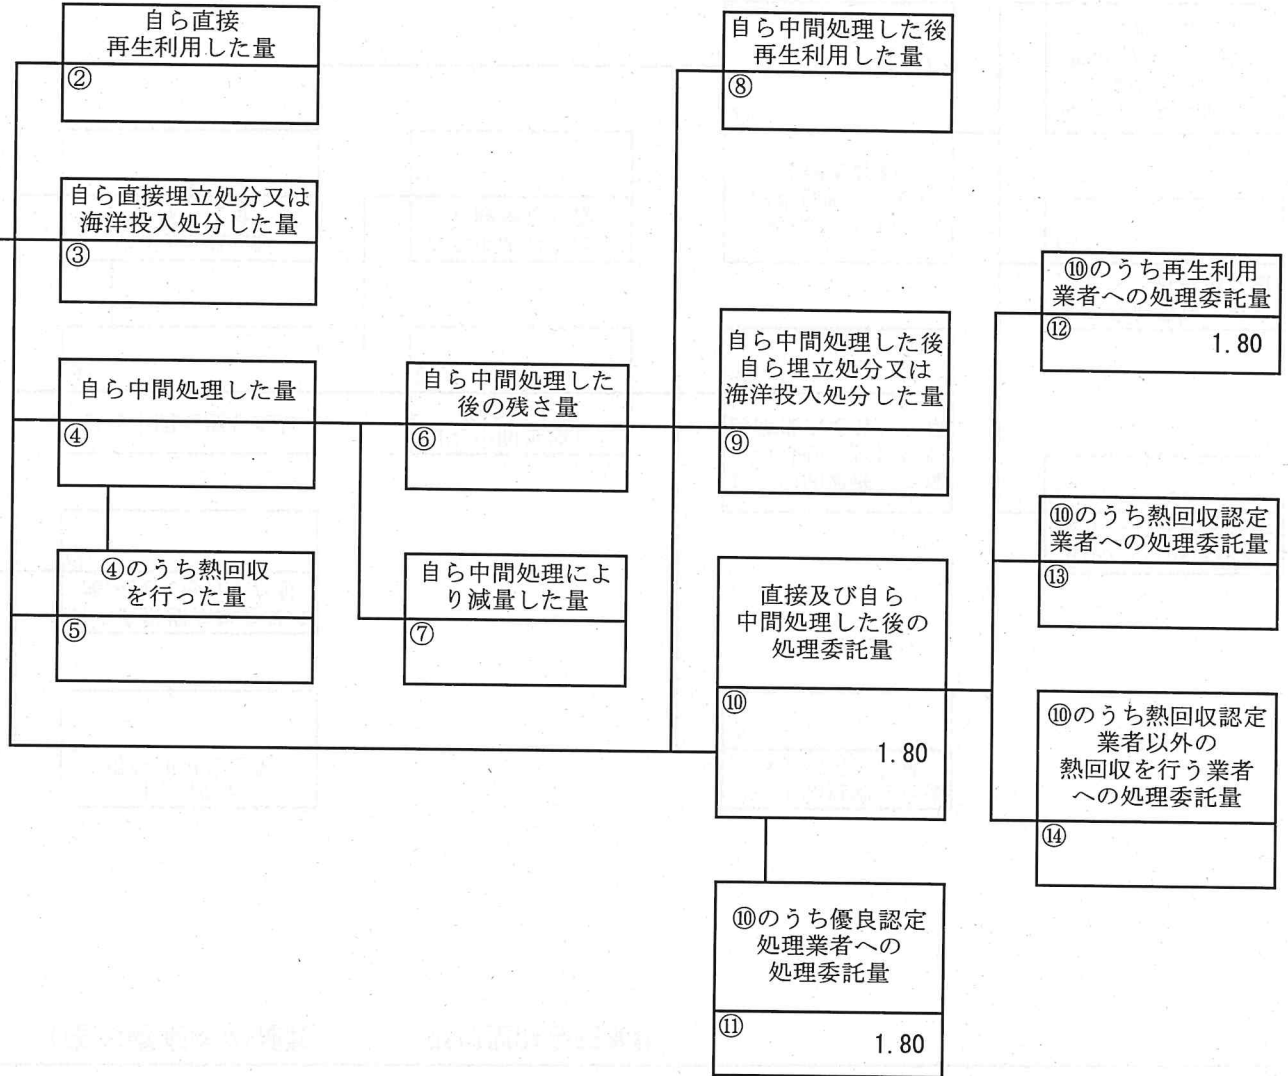 自ら直接
再生利用した量
②
自ら直接埋立処分又は
海洋投入処分した量
③
自ら中間処理した量
④
④のうち熱回収
を行った量
⑤
自ら中間処理した
後の残さ量
⑥
自ら中間処理によ
り減量した量
⑦
自ら中間処理した後
再生利用した量
⑧
自ら中間処理した後
自ら埋立処分又は
海洋投入処分した量
⑨
直接及び自ら
中間処理した後の
処理委託量
⑩
1.80
⑩のうち優良認定
処理業者への
処理委託量
⑪
1.80
⑩のうち再生利用
業者への処理委託量
⑫
1.80
⑩のうち熱回収認定
業者への処理委託量
⑬
⑩のうち熱回収認定
業者以外の
熱回収を行う業者
への処理委託量
⑭